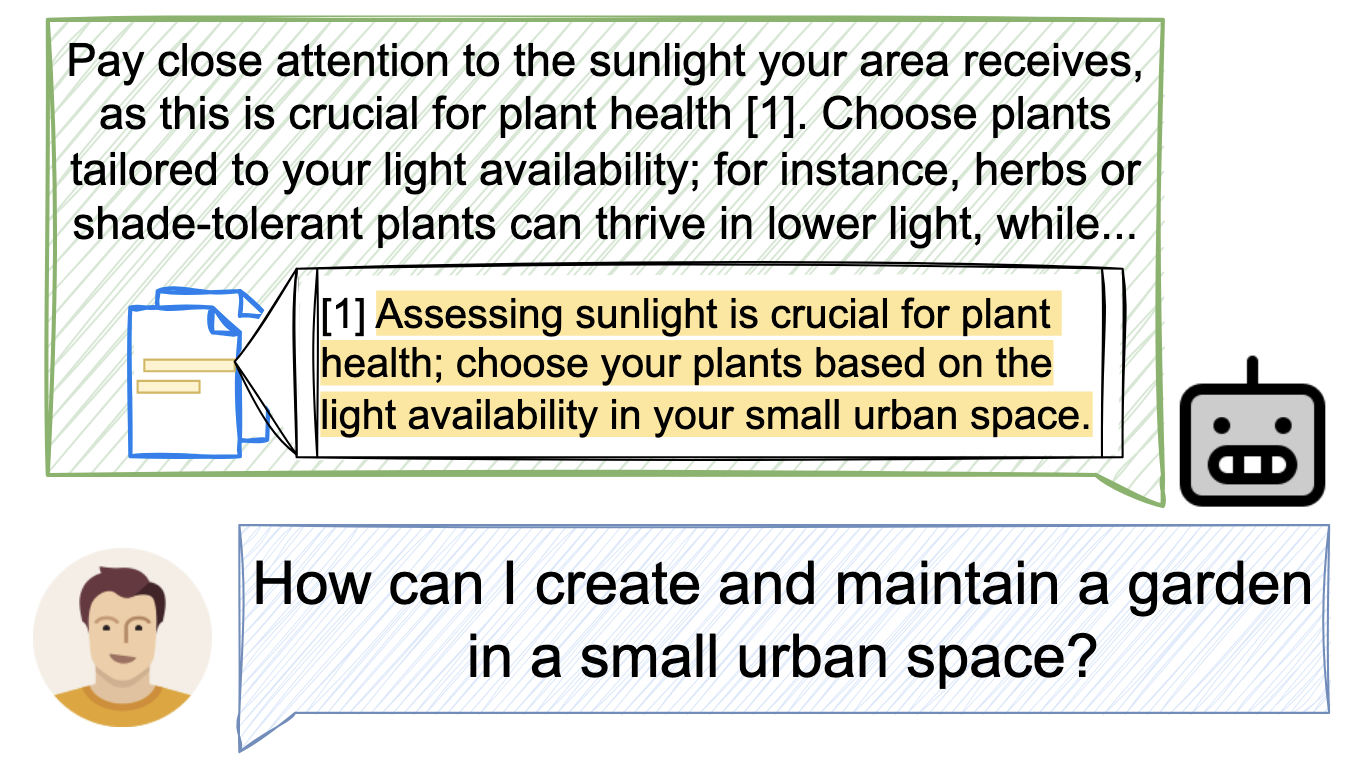 Pay close attention to the sunlight your area receives,
as this is crucial for plant health [1]. Choose plants
tailored to your light availability; for instance, herbs or
shade-tolerant plants can thrive in lower light, while...
[1] Assessing sunlight is crucial for plant
health; choose your plants based on the
light availability in your small urban space.
How can I create and maintain a garden
in a small urban space?